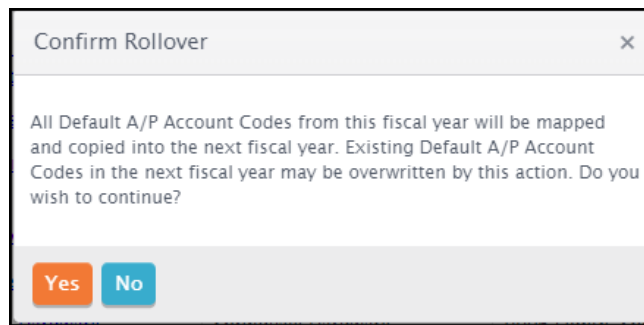 Confirm Rollover ×
All Default A/P Account Codes from this fiscal year will be mapped
and copied into the next fiscal year. Existing Default A/P Account
Codes in the next fiscal year may be overwritten by this action. Do you
wish to continue?
Yes No